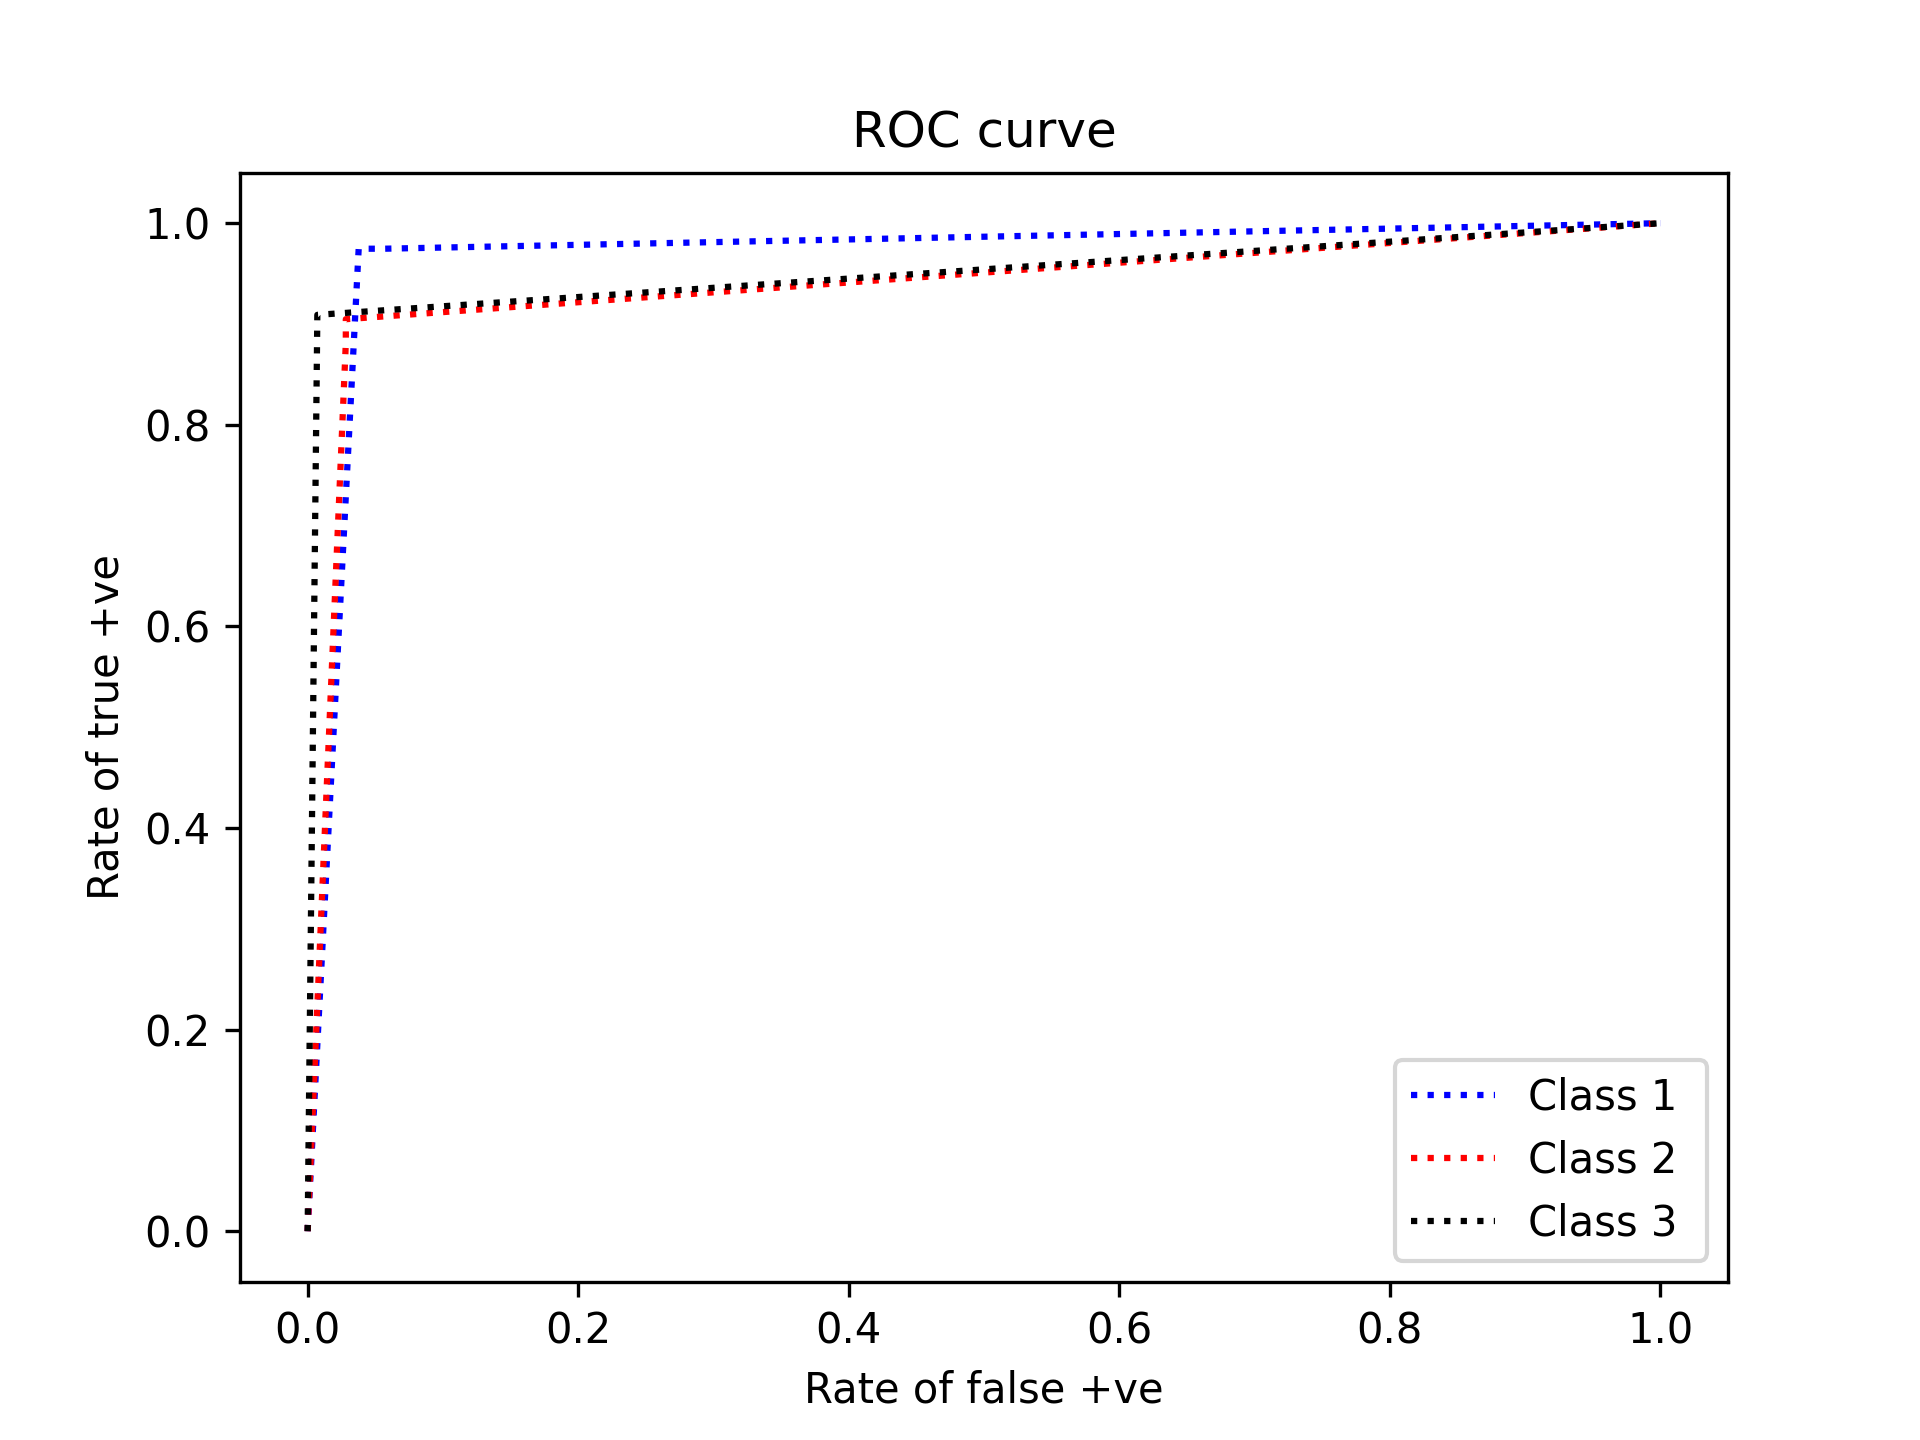 ROC curve
Rate of true +ve
1.0
0.8
0.6
0.4
0.2
0.0
Class 1
Class 2
Class 3
0.0 0.2 0.4 0.6 0.8 1.0
Rate of false +ve